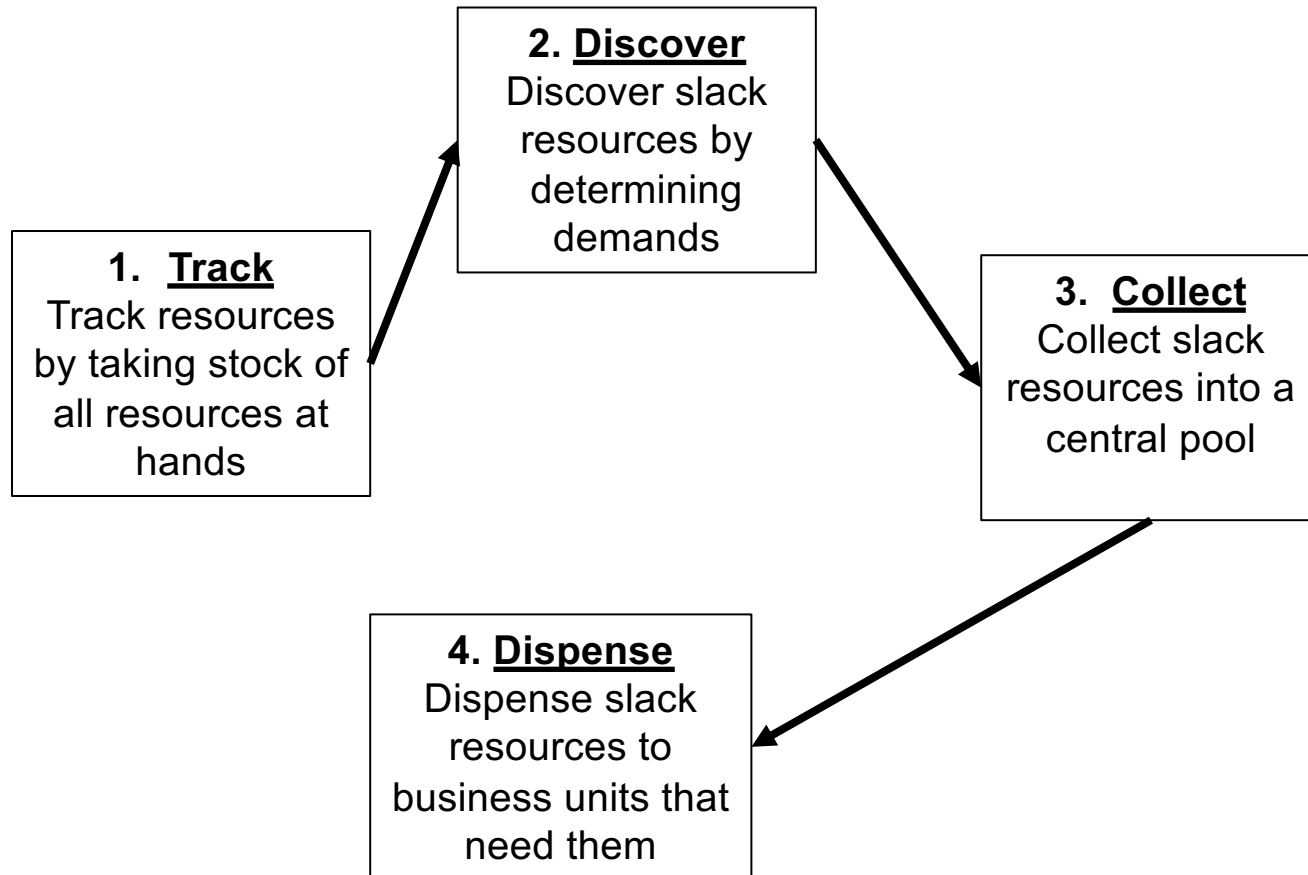 1. Track
Track resources
by taking stock of
all resources at
hands
2. Discover
Discover slack
resources by
determining
demands
3. Collect
Collect slack
resources into a
central pool
4. Dispense
Dispense slack
resources to
business units that
need them